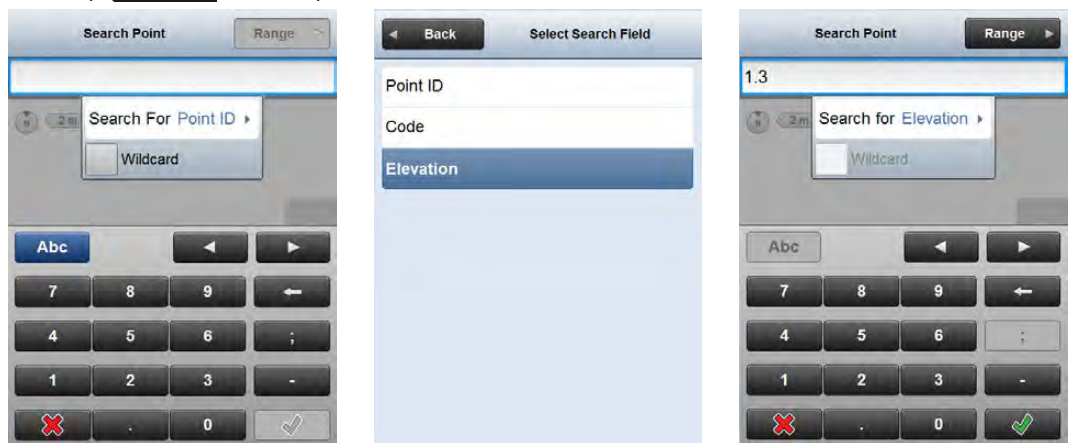 Search Point
Range
2 m
Search For Point ID
Wildcard
Abc
7 8 9
4 5 6 ;
1 2 3 -
. 0
Back
Select Search Field
Point ID
Code
Elevation
Search Point
Range
1.3
2 m
Search for Elevation
Wildcard
Abc
7 8 9
4 5 6 ;
1 2 3 -
. 0